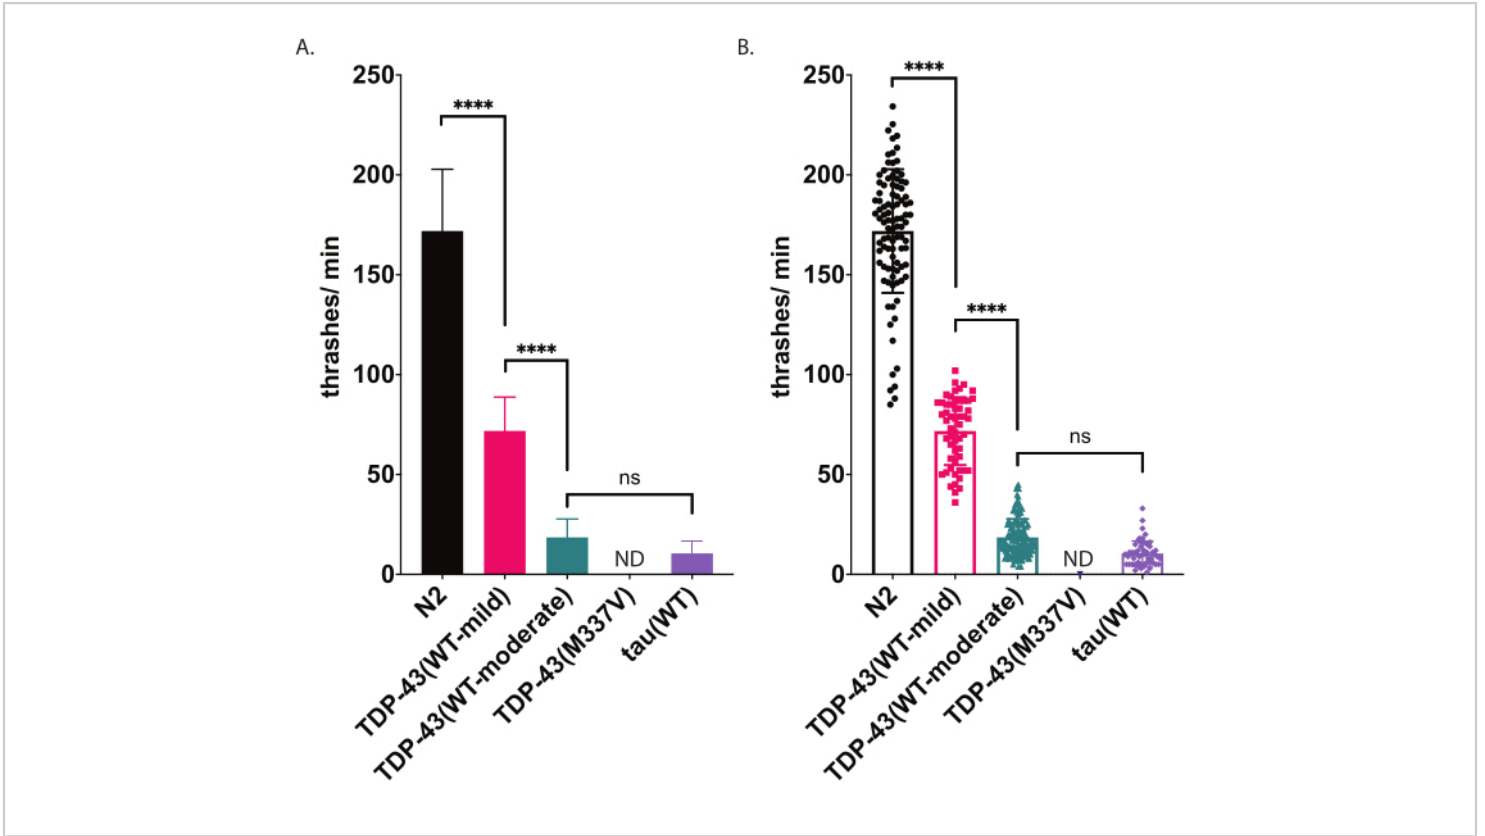 A.
250
200
150
100
50
0
thrashes/ min
****
****
ns
ND
N2
TDP-43(WT-mild)
TDP-43(WT-moderate)
TDP-43(M337V)
tau(WT)
B.
250
200
150
100
50
0
thrashes/ min
****
****
ns
ND
N2
TDP-43(WT-mild)
TDP-43(WT-moderate)
TDP-43(M337V)
tau(WT)